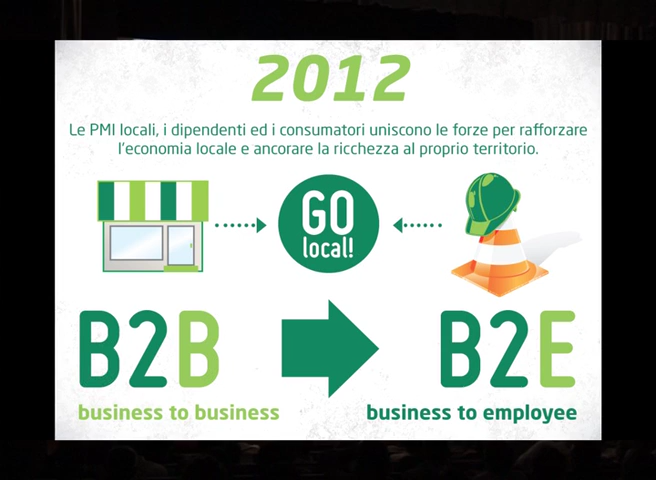 2012
Le PMI locali, i dipendenti ed i consumatori uniscono le forze per rafforzare
l'economia locale e ancorare la ricchezza al proprio territorio.
GO
local!
B2B
B2E
business to business
business to employee